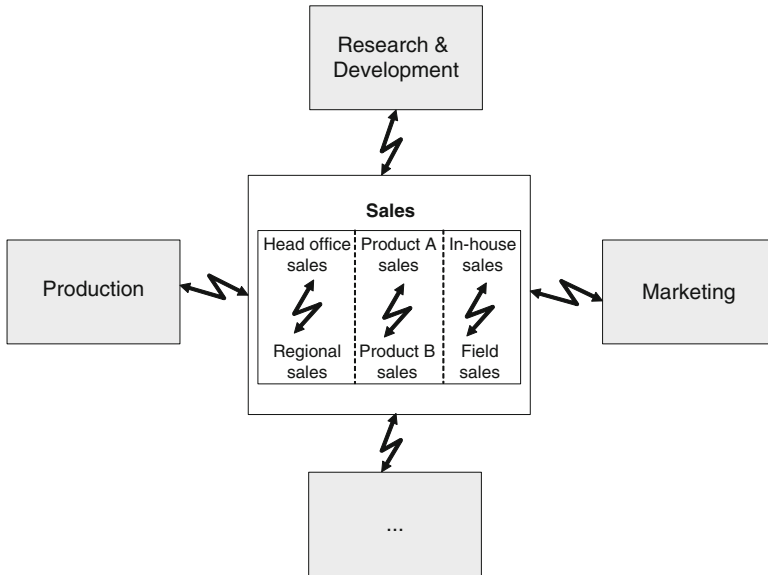 Research &
Development
Sales
Head office
sales
Product A
sales
In-house
sales
Regional
sales
Product B
sales
Field
sales
Production
Marketing
...